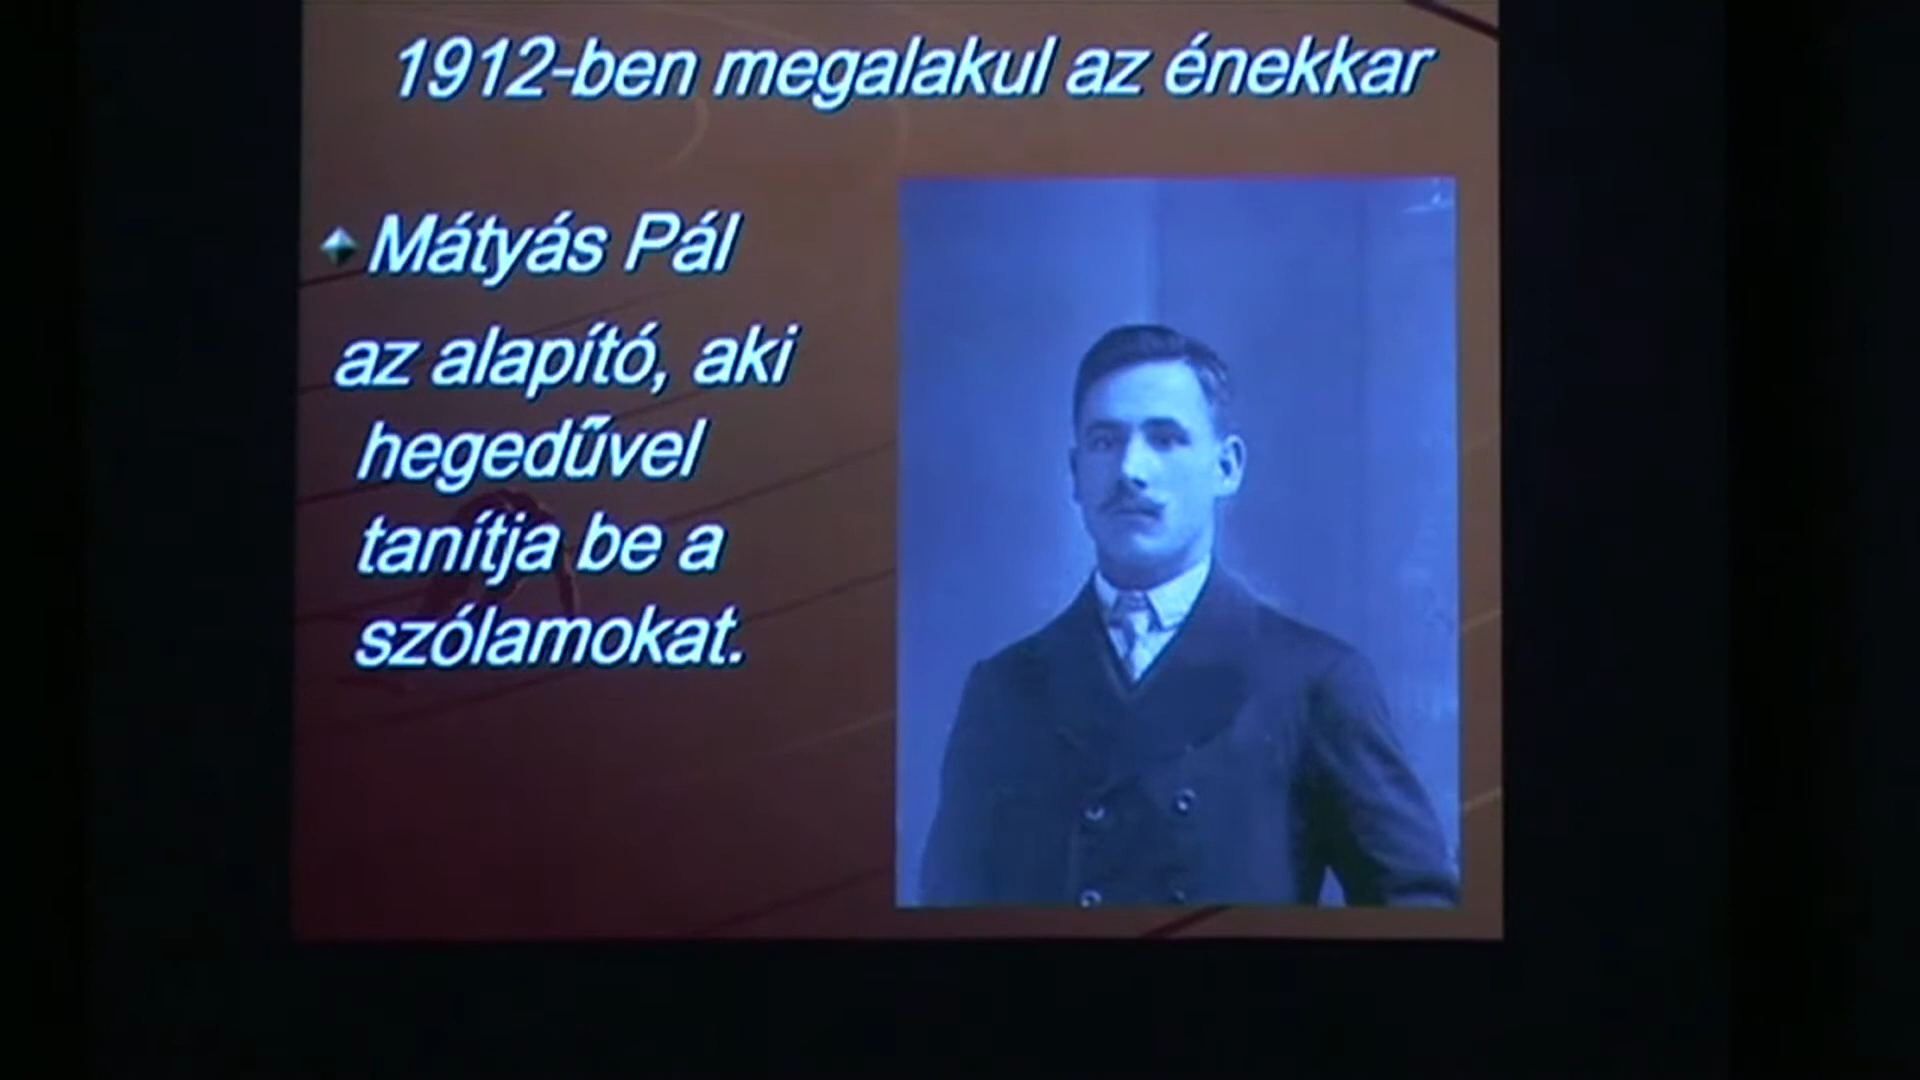 1912-ben megalakul az énekkar
Mátyás Pál
az alapító, aki
hegedűvel
tanítja be a
szólamokat.